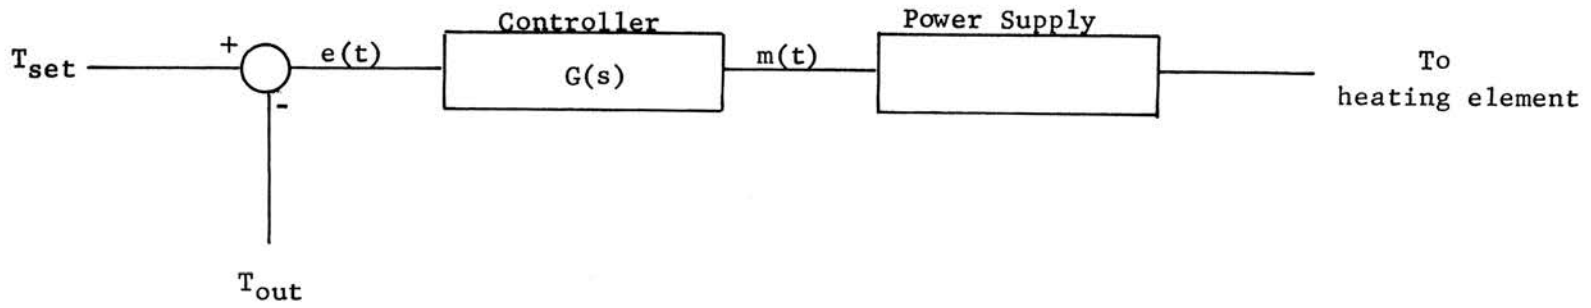 Controller
Power Supply
+
T_set
e(t)
G(s)
m(t)
To
heating element
-
T_out